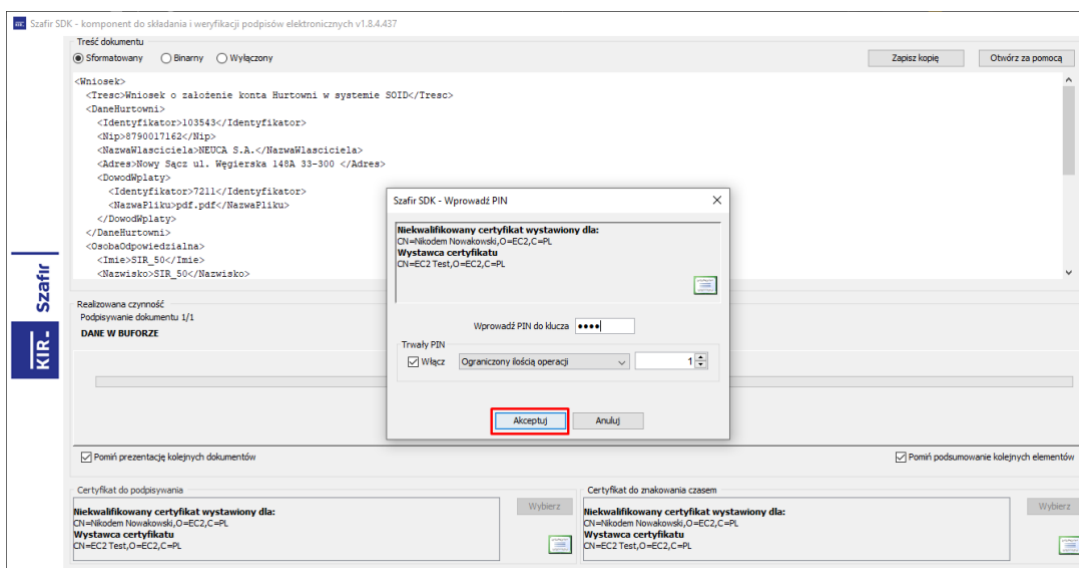 KIR. Szafir SDK - komponent do składania i weryfikacji podpisów elektronicznych v1.8.4.437
Treść dokumentu
Sformatowany Binarny Wyłączony Zapisz kopię Otwórz za pomocą
<Wniosek>
<Tresc>Wniosek o założenie konta Hurtowni w systemie SOID</Tresc>
<DaneHurtowni>
<Identyfikator>103543</Identyfikator>
<Nip>8790017162</Nip>
<NazwaWlasciciela>NEUCA S.A.</NazwaWlasciciela>
<Adres>Nowy Sącz ul. Węgierska 148A 33-300 </Adres>
<DowodWplaty>
<Identyfikator>7211</Identyfikator>
<NazwaPliku>pdf.pdf</NazwaPliku>
</DowodWplaty>
</DaneHurtowni>
<OsobaOdpowiedzialna>
<Imie>SIR_50</Imie>
<Nazwisko>SIR_50</Nazwisko>
KIR. Szafir
Realizowana czynność
Podpisywanie dokumentu 1/1
DANE W BUFORZE
Szafir SDK - Wprowadź PIN
Niekwalifikowany certyfikat wystawiony dla:
CN=Nikodem Nowakowski,O=EC2,C=PL
Wystawca certyfikatu
CN=EC2 Test,O=EC2,C=PL
Wprowadź PIN do klucza ••••
Trwały PIN
Włącz Ograniczony ilością operacji 1
Akceptuj Anuluj
Pomiń prezentację kolejnych dokumentów Pomiń podsumowanie kolejnych elementów
Certyfikat do podpisywania
Niekwalifikowany certyfikat wystawiony dla:
CN=Nikodem Nowakowski,O=EC2,C=PL
Wystawca certyfikatu
CN=EC2 Test,O=EC2,C=PL
Wybierz
Certyfikat do znakowania czasem
Niekwalifikowany certyfikat wystawiony dla:
CN=Nikodem Nowakowski,O=EC2,C=PL
Wystawca certyfikatu
CN=EC2 Test,O=EC2,C=PL
Wybierz